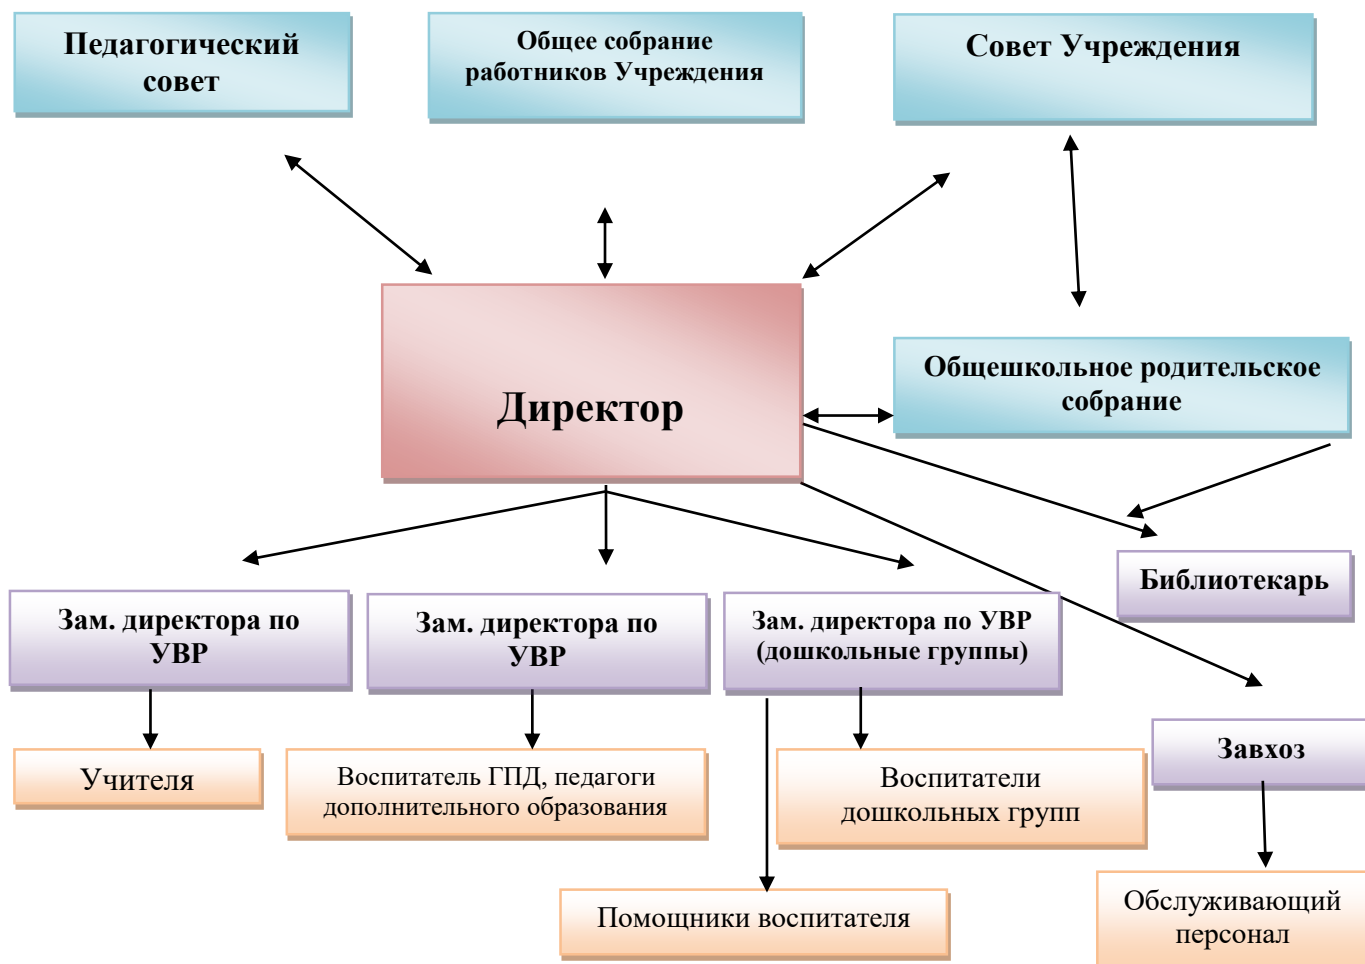 Педагогический
совет
Общее собрание
работников Учреждения
Совет Учреждения
Директор
Общешкольное родительское
собрание
Библиотекарь
Зам. директора по
УВР
Зам. директора по
УВР
Зам. директора по УВР
(дошкольные группы)
Завхоз
Учителя
Воспитатель ГПД, педагоги
дополнительного образования
Воспитатели
дошкольных групп
Помощники воспитателя
Обслуживающий
персонал